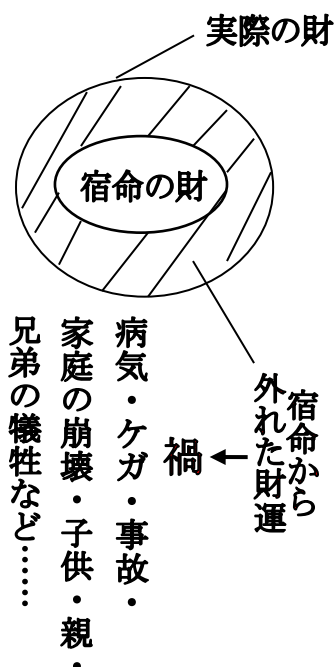 実際の財
宿命の財
宿命から
外れた財運
禍
病気・ケガ・事故・
家庭の崩壊・子供・親・
兄弟の犠牲など……